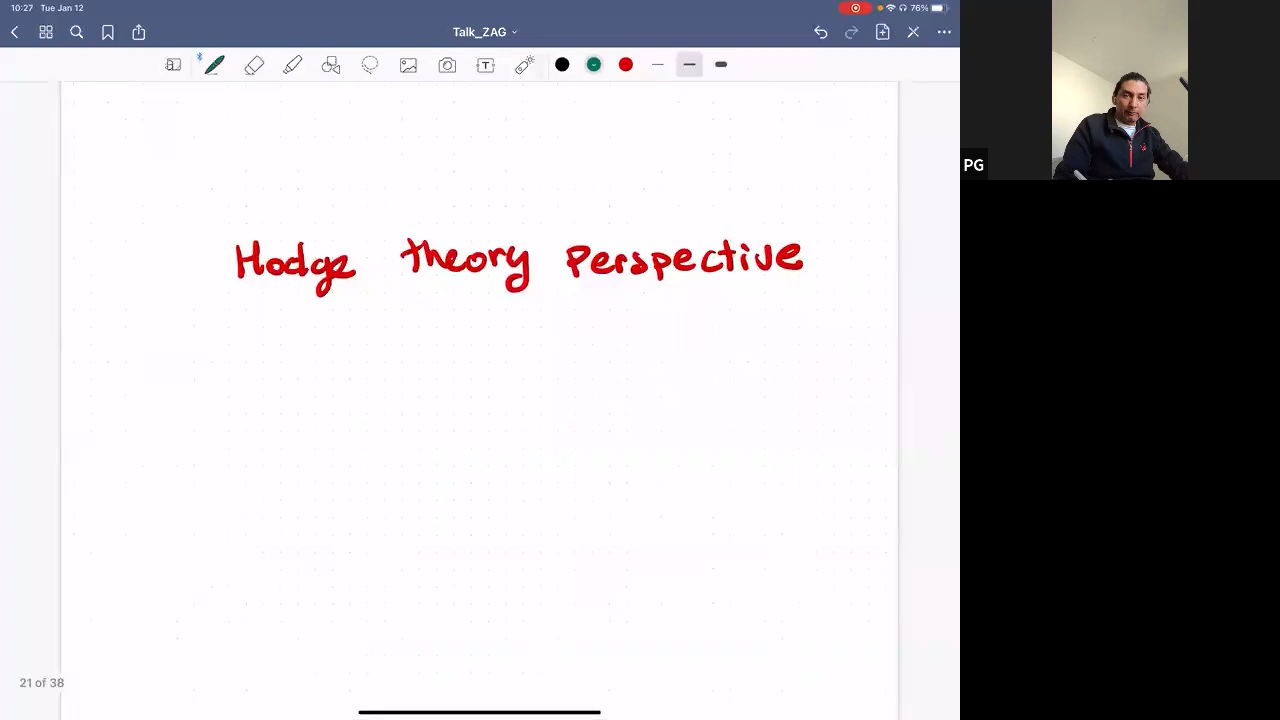 10:27 Tue Jan 12
76%
Talk_ZAG
T
Hodge theory Perspective
PG
21 of 38